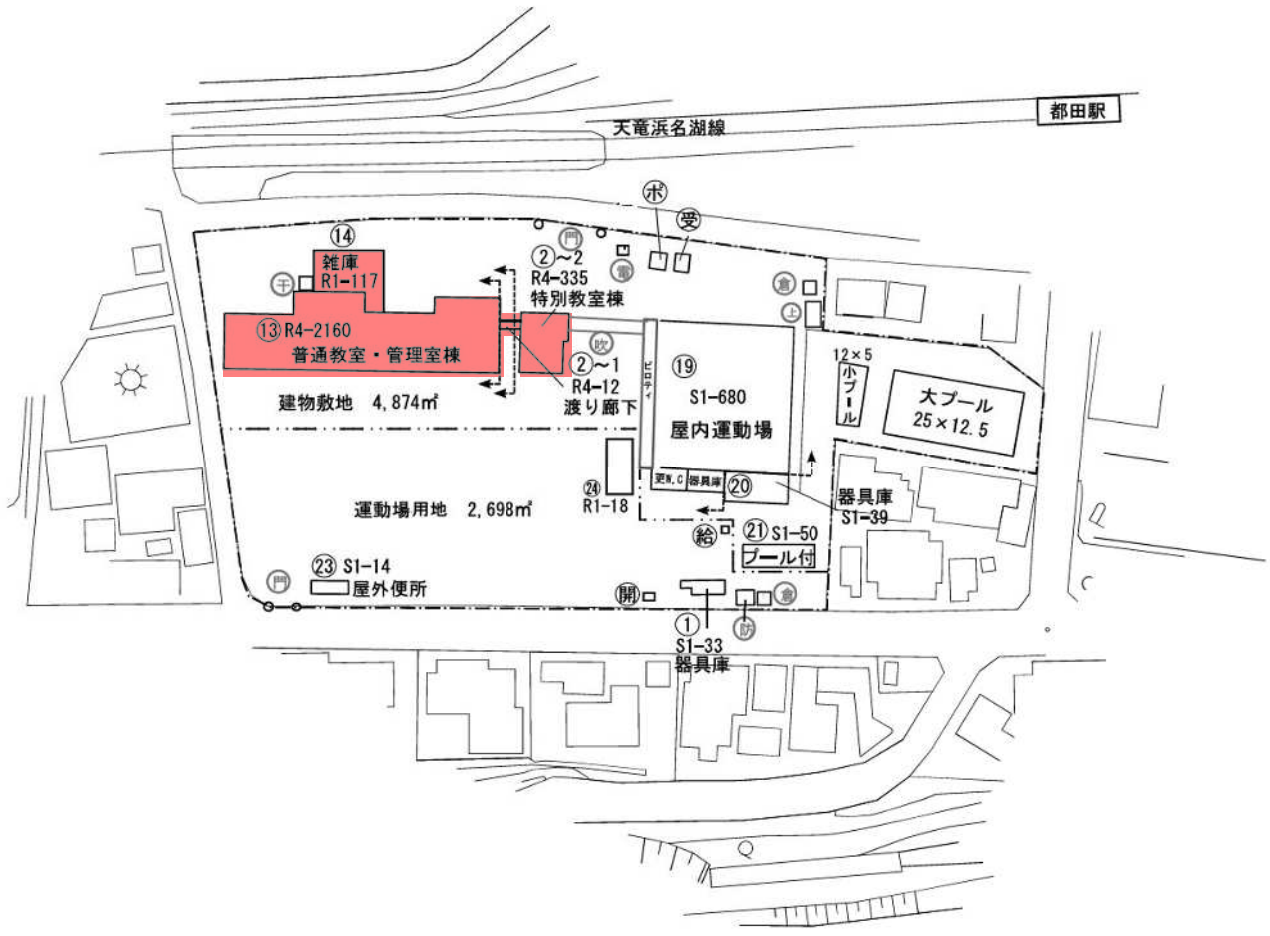 都田駅
天竜浜名湖線
ポ
受
⑭
雑庫
R1-117
門
②～2
R4-335
特別教室棟
電
干
倉
上
⑬ R4-2160
普通教室・管理室棟
吹
②～1
R4-12
渡り廊下
ピロティ
⑲
S1-680
屋内運動場
12×5
小プール
大プール
25×12.5
建物敷地 4,874㎡
更W.C
器具庫
⑳
器具庫
S1-39
㉔
R1-18
運動場用地 2,698㎡
給
㉑ S1-50
プール付
㉓ S1-14
屋外便所
門
開
倉
防
①
S1-33
器具庫